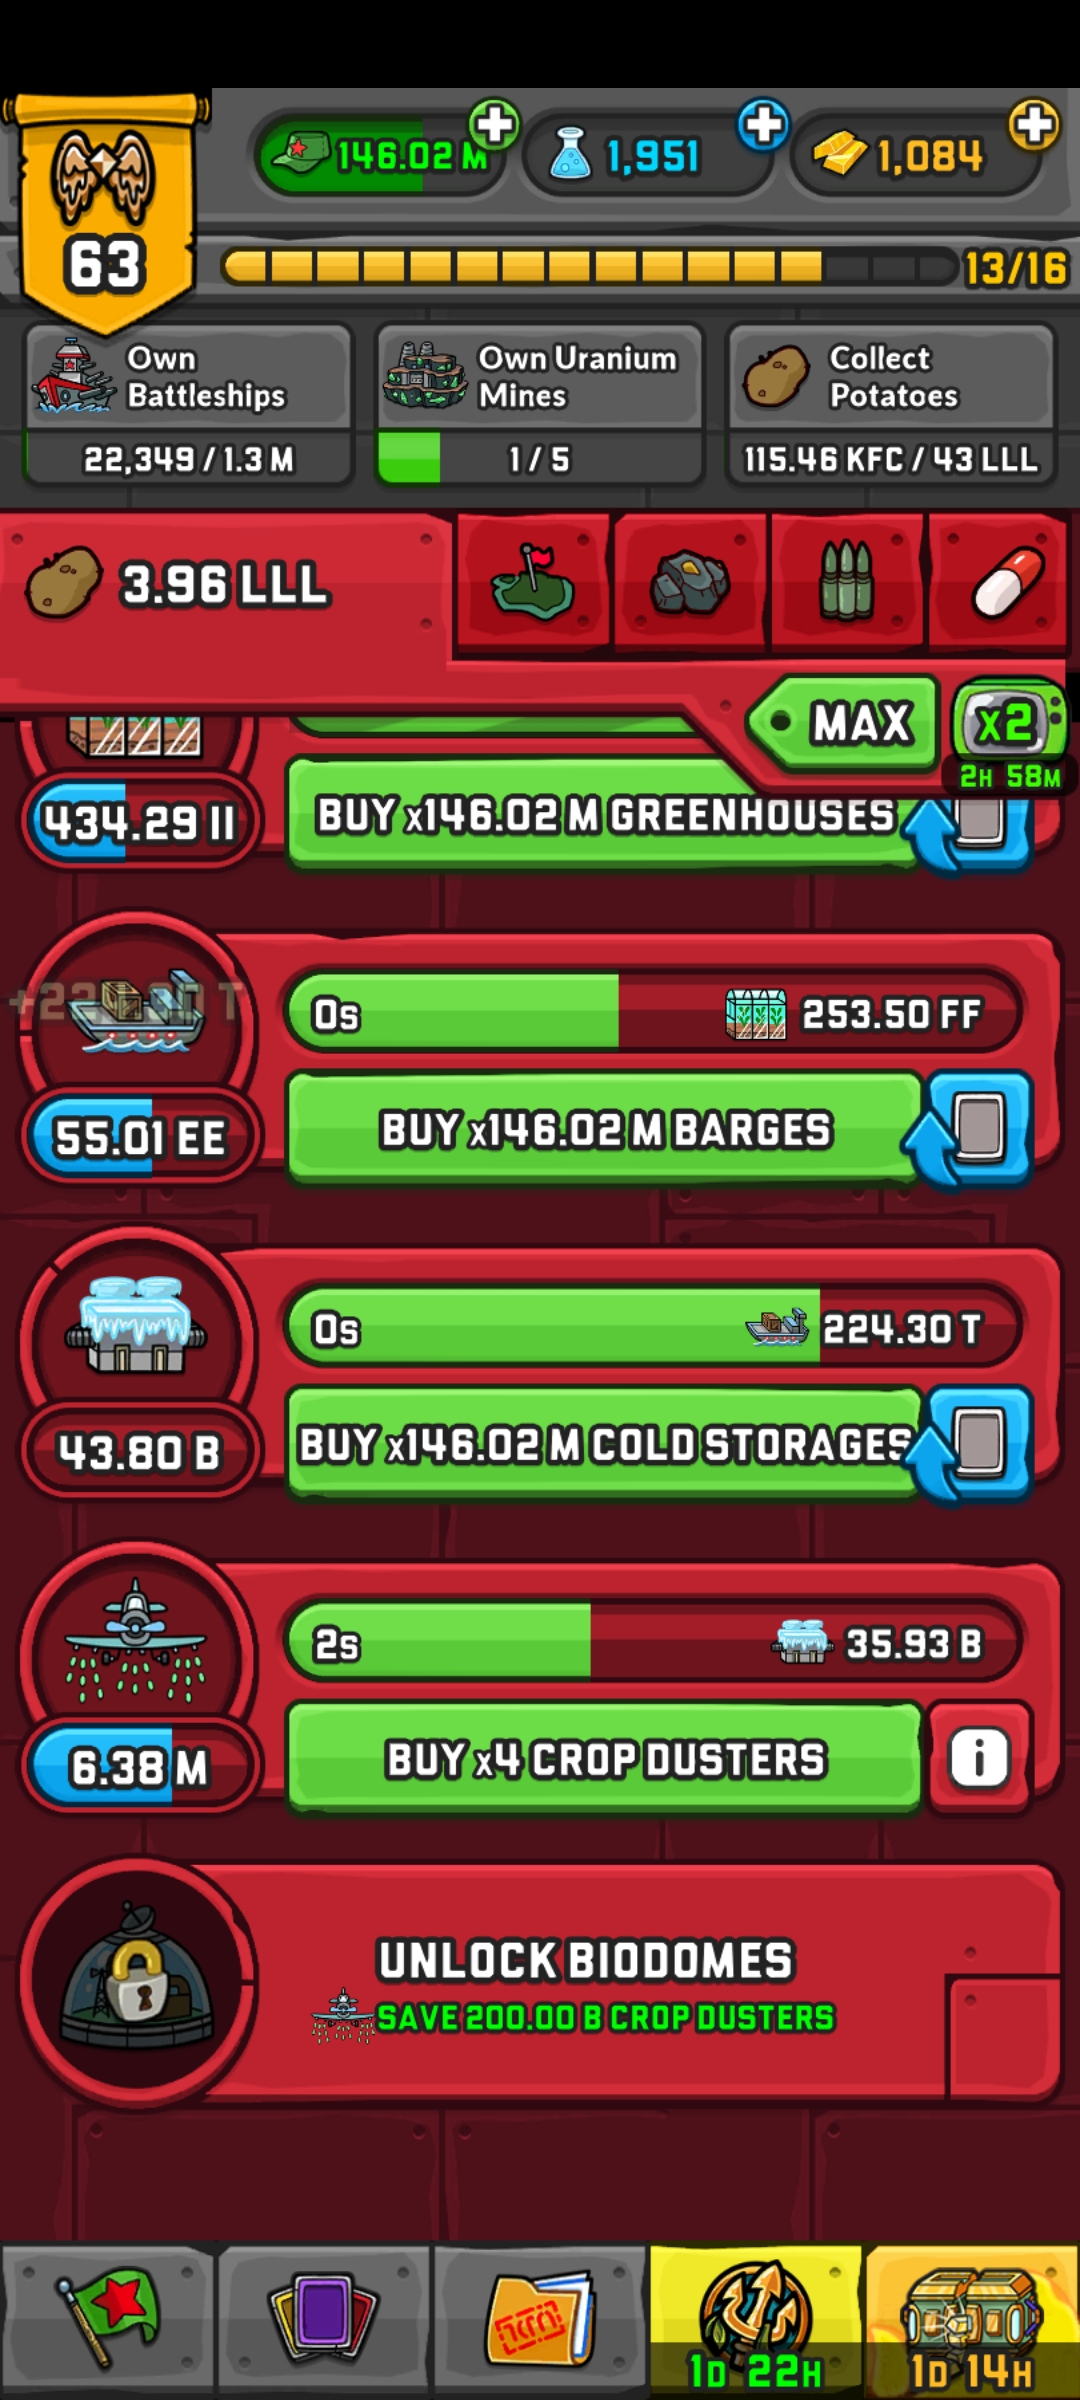 146.02 M
1,951
1,084
63
13/16
Own Battleships
22,349 / 1.3 M
Own Uranium Mines
1 / 5
Collect Potatoes
115.46 KFC / 43 LLL
3.96 LLL
MAX
x2
2H 58M
434.29 II
BUY x146.02 M GREENHOUSES
0s
253.50 FF
55.01 EE
BUY x146.02 M BARGES
0s
224.30 T
43.80 B
BUY x146.02 M COLD STORAGES
2s
35.93 B
6.38 M
BUY x4 CROP DUSTERS
i
UNLOCK BIODOMES
SAVE 200.00 B CROP DUSTERS
1D 22H
1D 14H